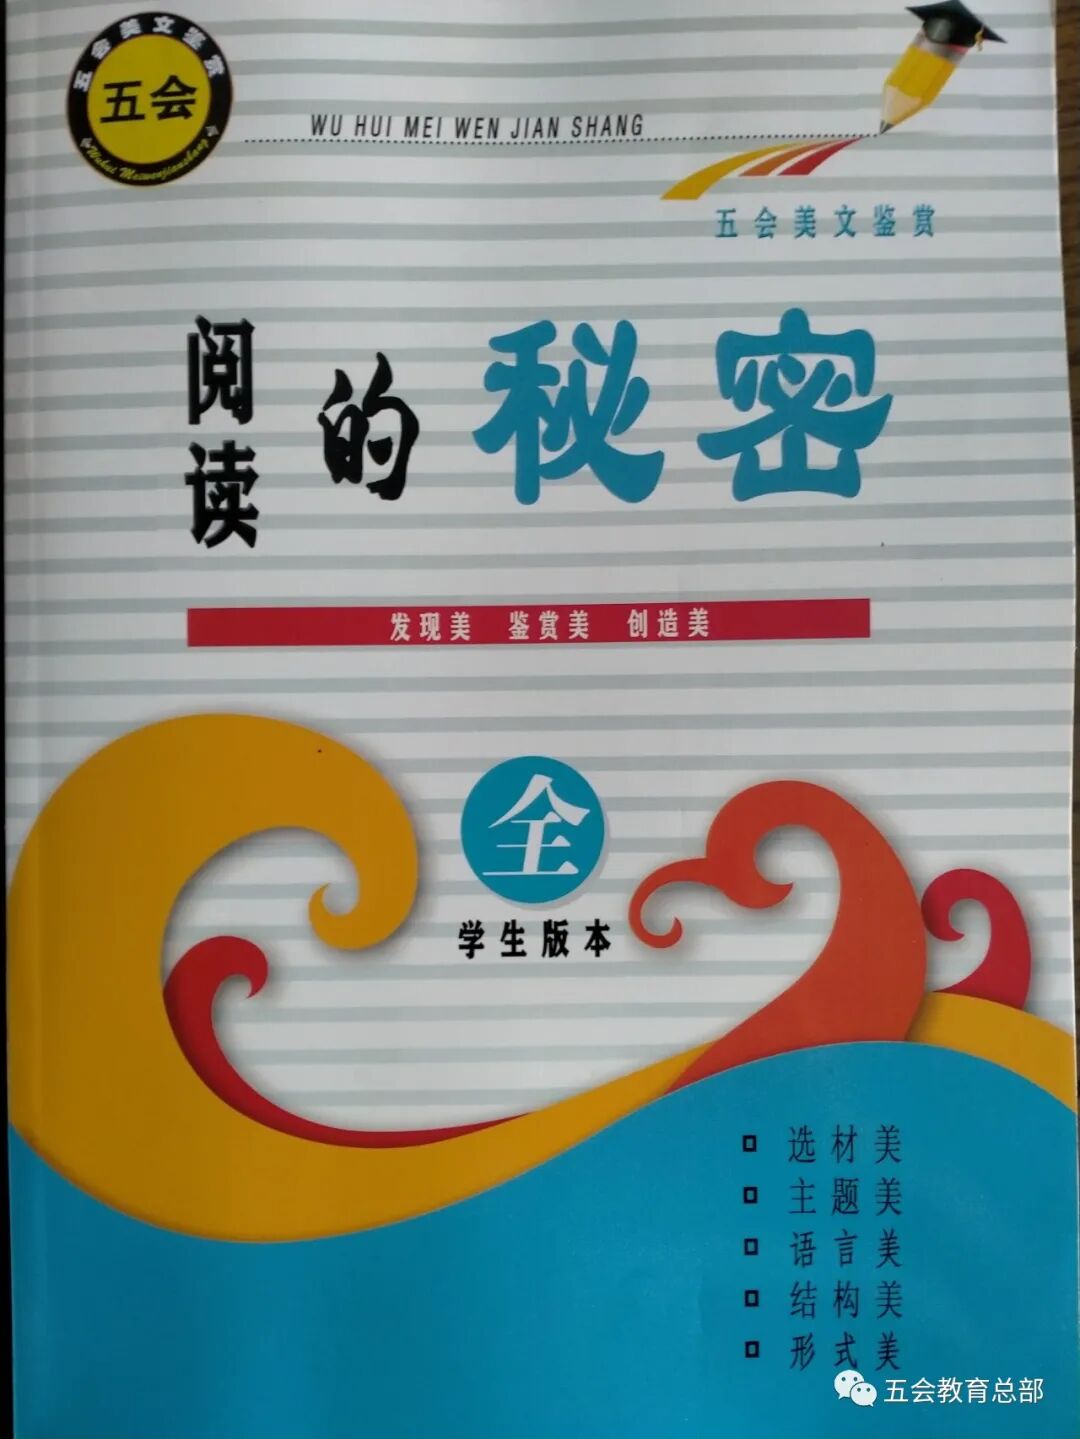 五会美文鉴赏
五会
Wuhui Meiwenjianshang
WU HUI MEI WEN JIAN SHANG
五会美文鉴赏
阅读的秘密
发现美 鉴赏美 创造美
全
学生版本
选材美
主题美
语言美
结构美
形式美
五会教育总部